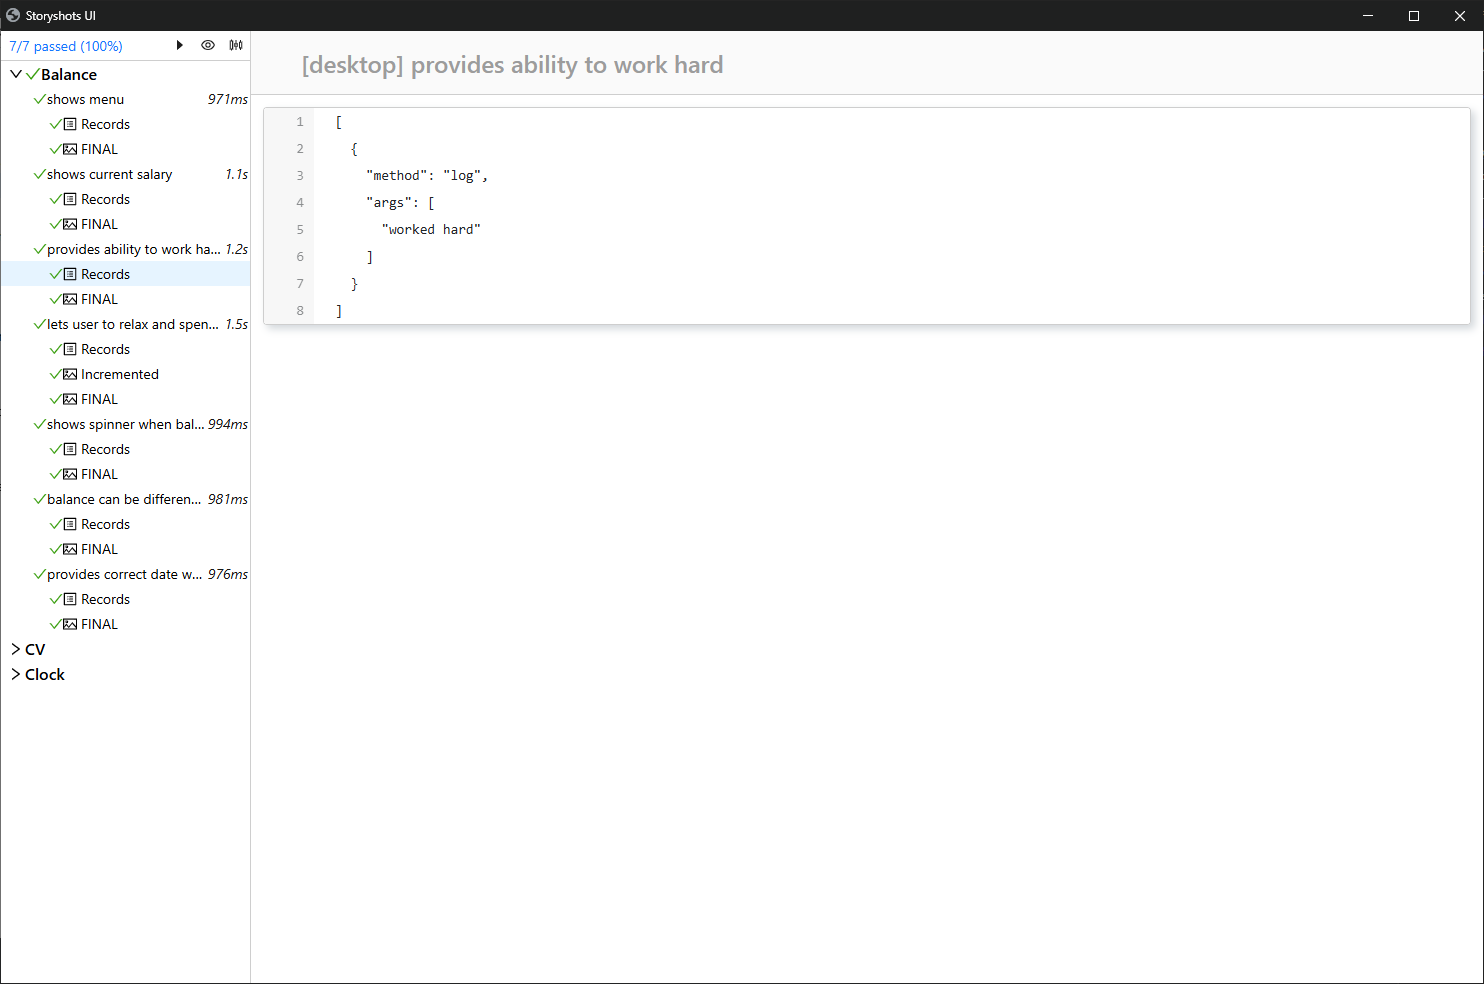 Storyshots UI
7/7 passed (100%)
Balance
shows menu 971ms
Records
FINAL
shows current salary 1.1s
Records
FINAL
provides ability to work ha... 1.2s
Records
FINAL
lets user to relax and spen... 1.5s
Records
Incremented
FINAL
shows spinner when bal... 994ms
Records
FINAL
balance can be differen... 981ms
Records
FINAL
provides correct date w... 976ms
Records
FINAL
CV
Clock
[desktop] provides ability to work hard
1 [
2 {
3 "method": "log",
4 "args": [
5 "worked hard"
6 ]
7 }
8 ]